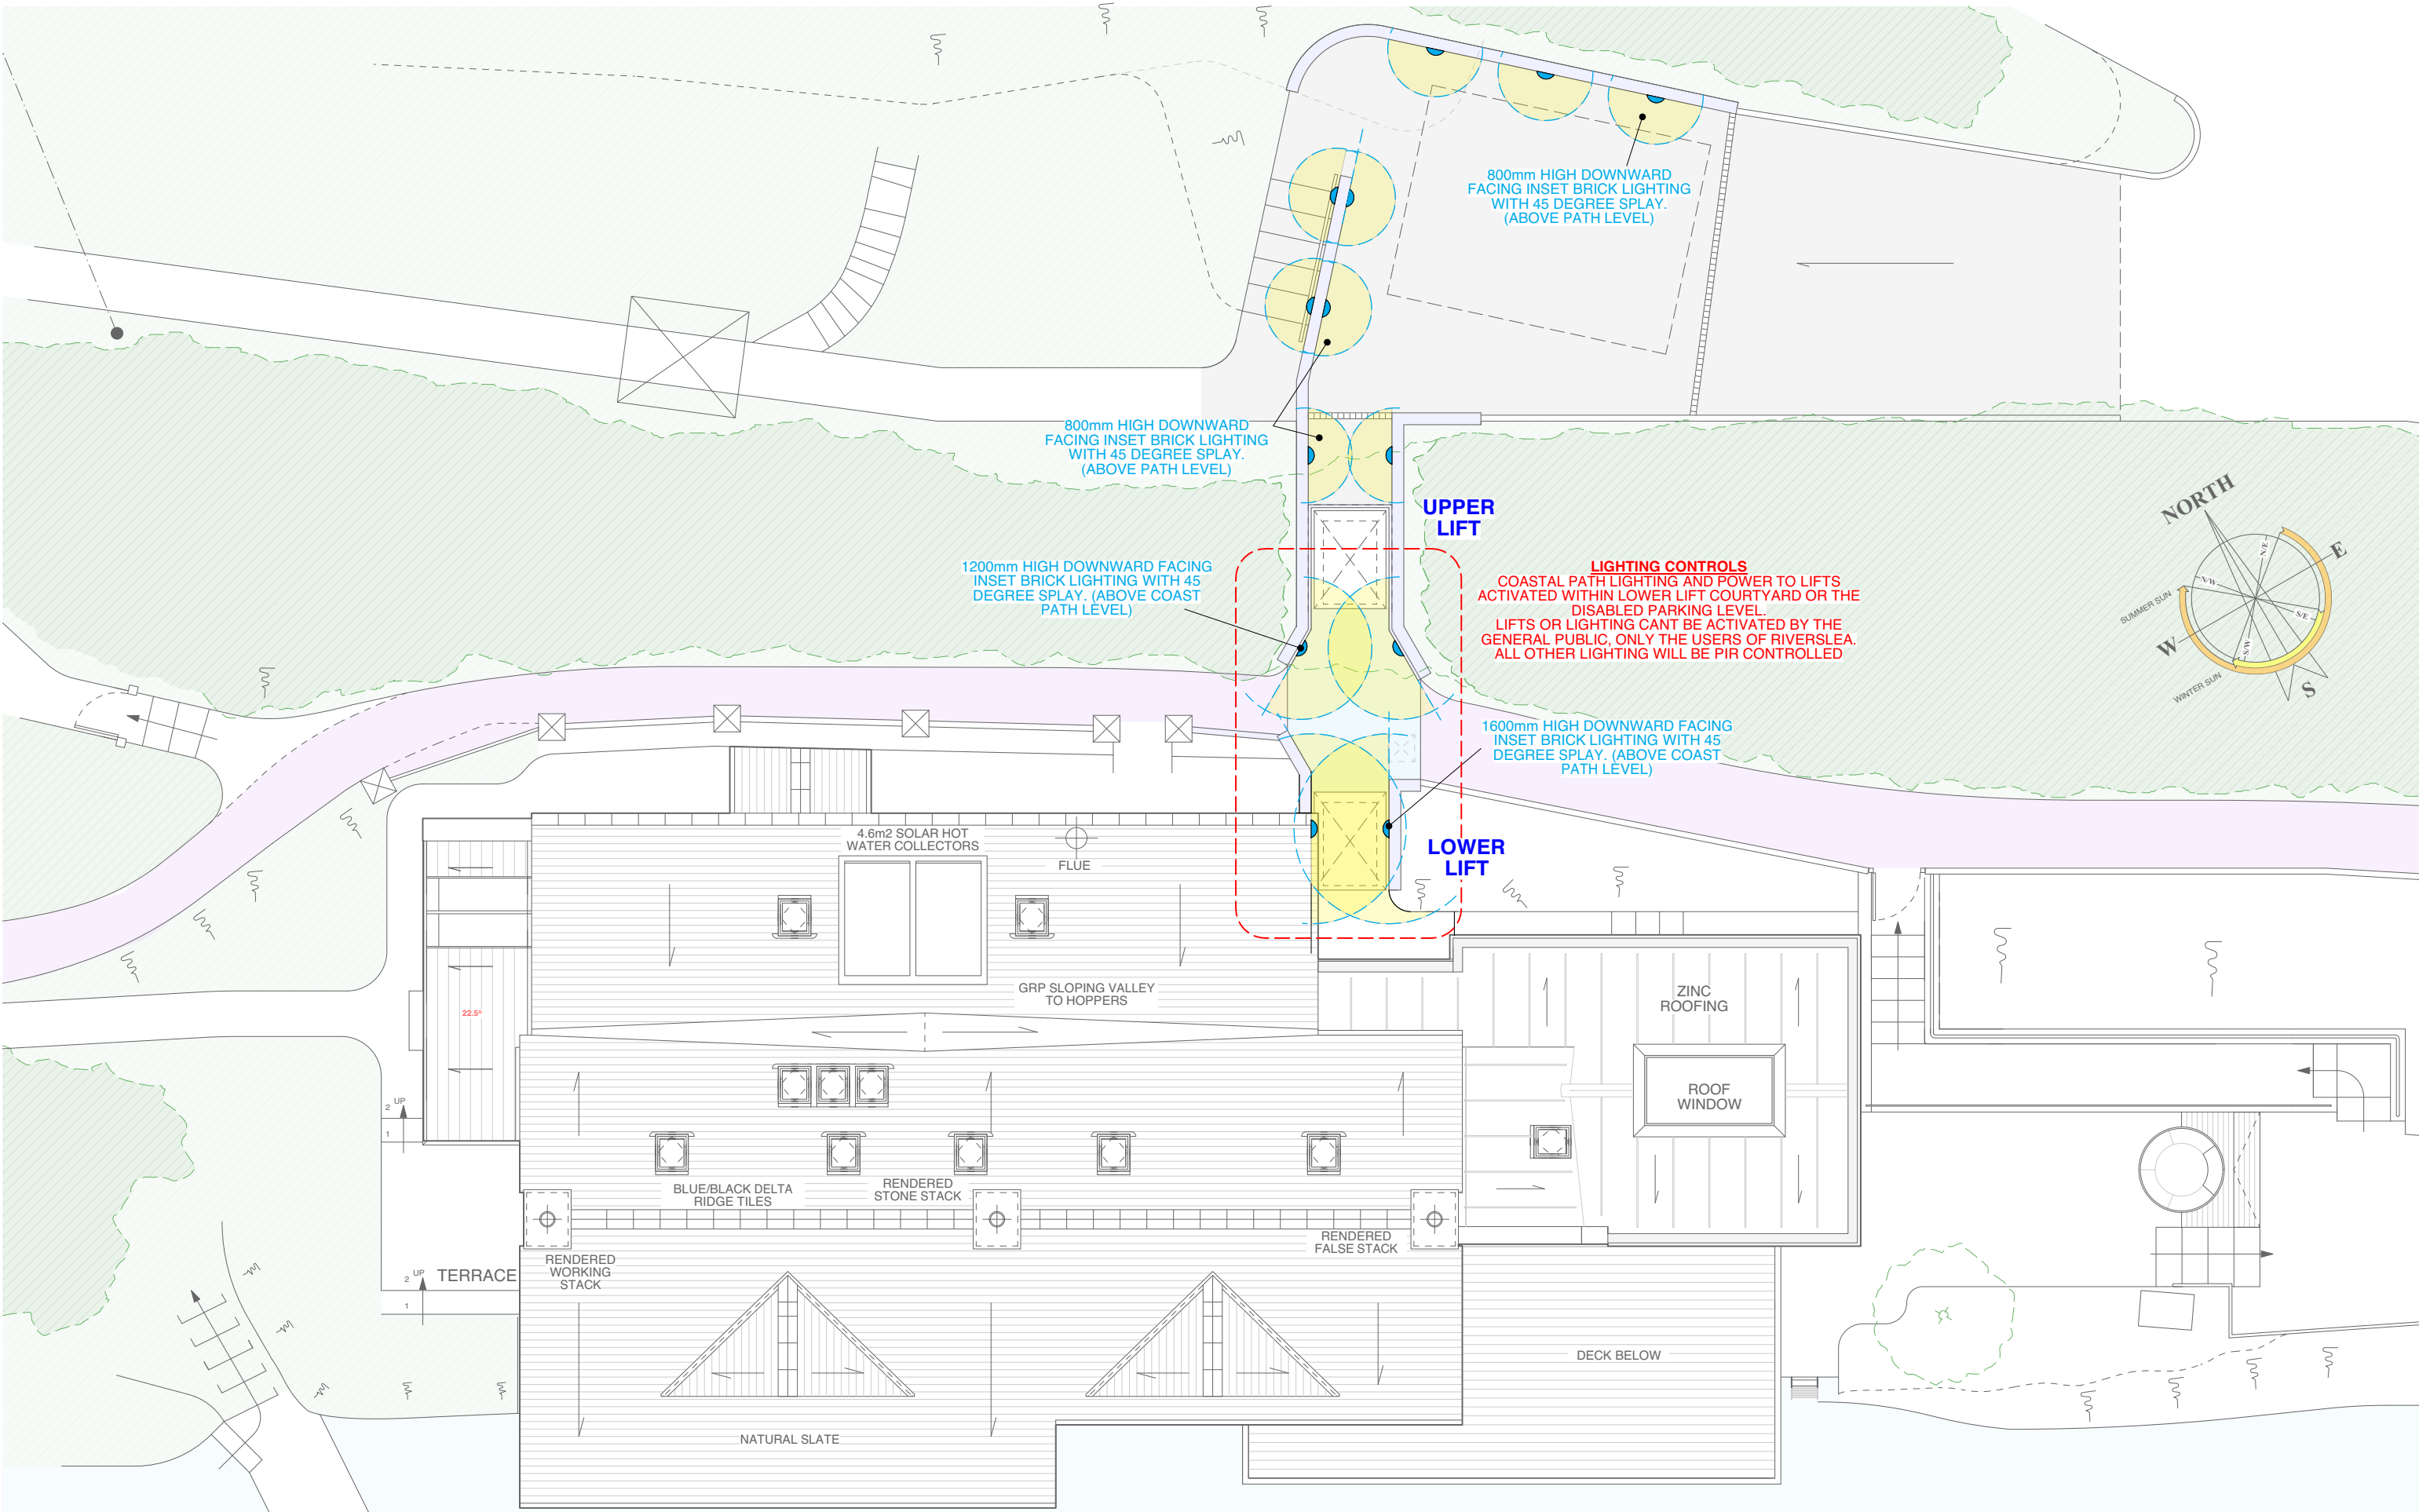 800mm HIGH DOWNWARD
FACING INSET BRICK LIGHTING
WITH 45 DEGREE SPLAY.
(ABOVE PATH LEVEL)
800mm HIGH DOWNWARD
FACING INSET BRICK LIGHTING
WITH 45 DEGREE SPLAY.
(ABOVE PATH LEVEL)
UPPER
LIFT
1200mm HIGH DOWNWARD FACING
INSET BRICK LIGHTING WITH 45
DEGREE SPLAY. (ABOVE COAST
PATH LEVEL)
LIGHTING CONTROLS
COASTAL PATH LIGHTING AND POWER TO LIFTS
ACTIVATED WITHIN LOWER LIFT COURTYARD OR THE
DISABLED PARKING LEVEL.
LIFTS OR LIGHTING CANT BE ACTIVATED BY THE
GENERAL PUBLIC, ONLY THE USERS OF RIVERSLEA.
ALL OTHER LIGHTING WILL BE PIR CONTROLLED
NORTH
N/E
E
N/W
S/E
SUMMER SUN
W
S/W
WINTER SUN
S
1600mm HIGH DOWNWARD FACING
INSET BRICK LIGHTING WITH 45
DEGREE SPLAY. (ABOVE COAST
PATH LEVEL)
LOWER
LIFT
4.6m2 SOLAR HOT
WATER COLLECTORS
FLUE
GRP SLOPING VALLEY
TO HOPPERS
22.5°
ZINC
ROOFING
ROOF
WINDOW
2 UP
1
BLUE/BLACK DELTA
RIDGE TILES
RENDERED
STONE STACK
RENDERED
FALSE STACK
RENDERED
WORKING
STACK
2 UP
TERRACE
1
DECK BELOW
NATURAL SLATE